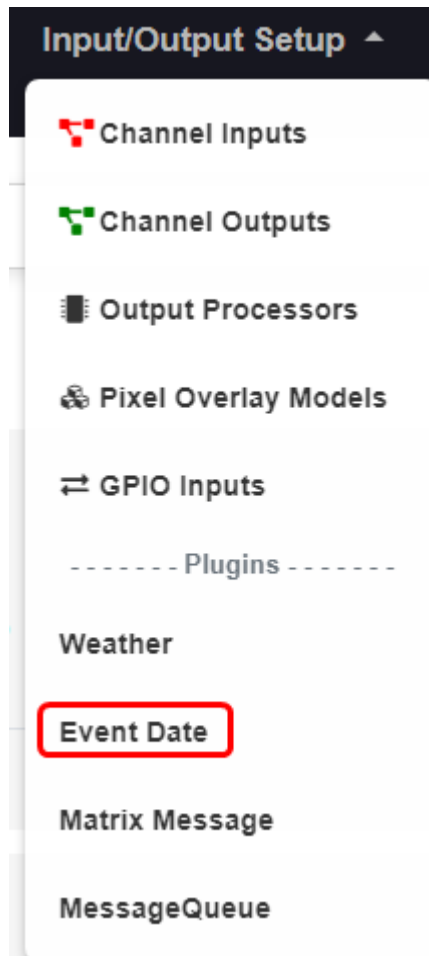 Input/Output Setup
Channel Inputs
Channel Outputs
Output Processors
Pixel Overlay Models
GPIO Inputs
- - - - - - - Plugins - - - - - - -
Weather
Event Date
Matrix Message
MessageQueue